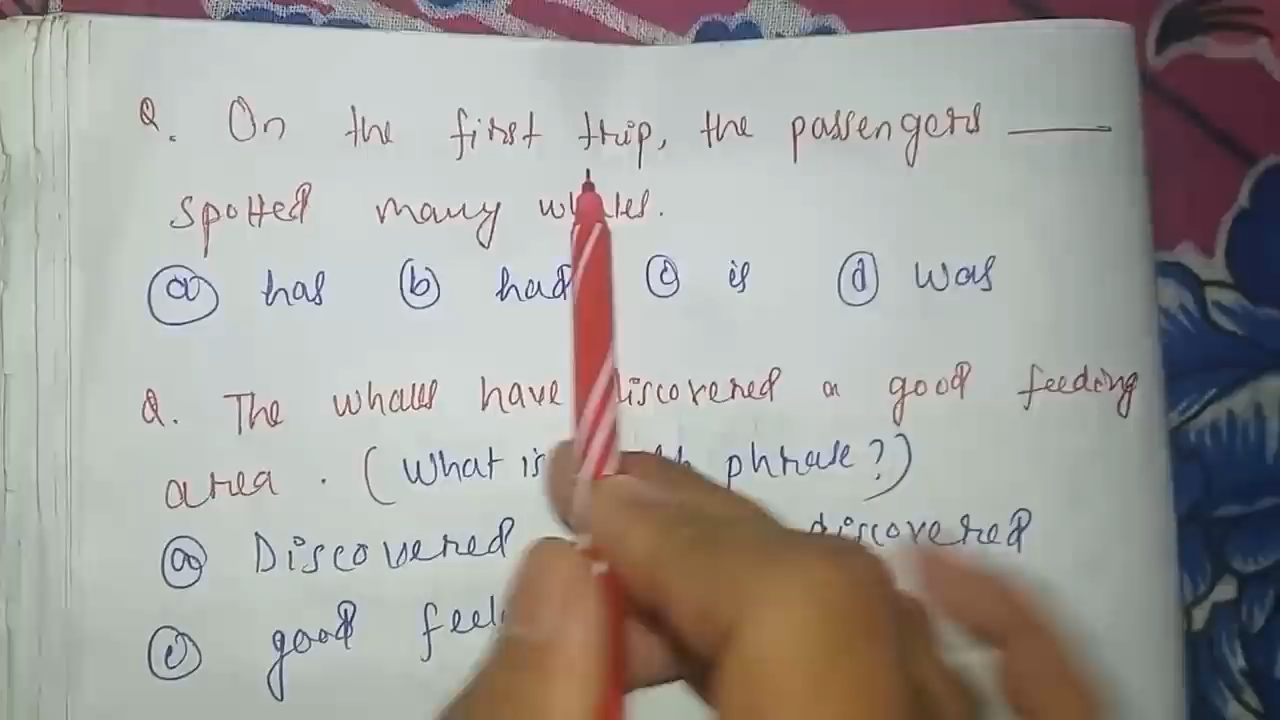 Q. On the first trip, the passengers ____
spotted many whales.
(a) has (b) had (c) is (d) was
Q. The whales have discovered a good feeding
area. (What is phrase?)
(a) Discovered discovered
(c) good